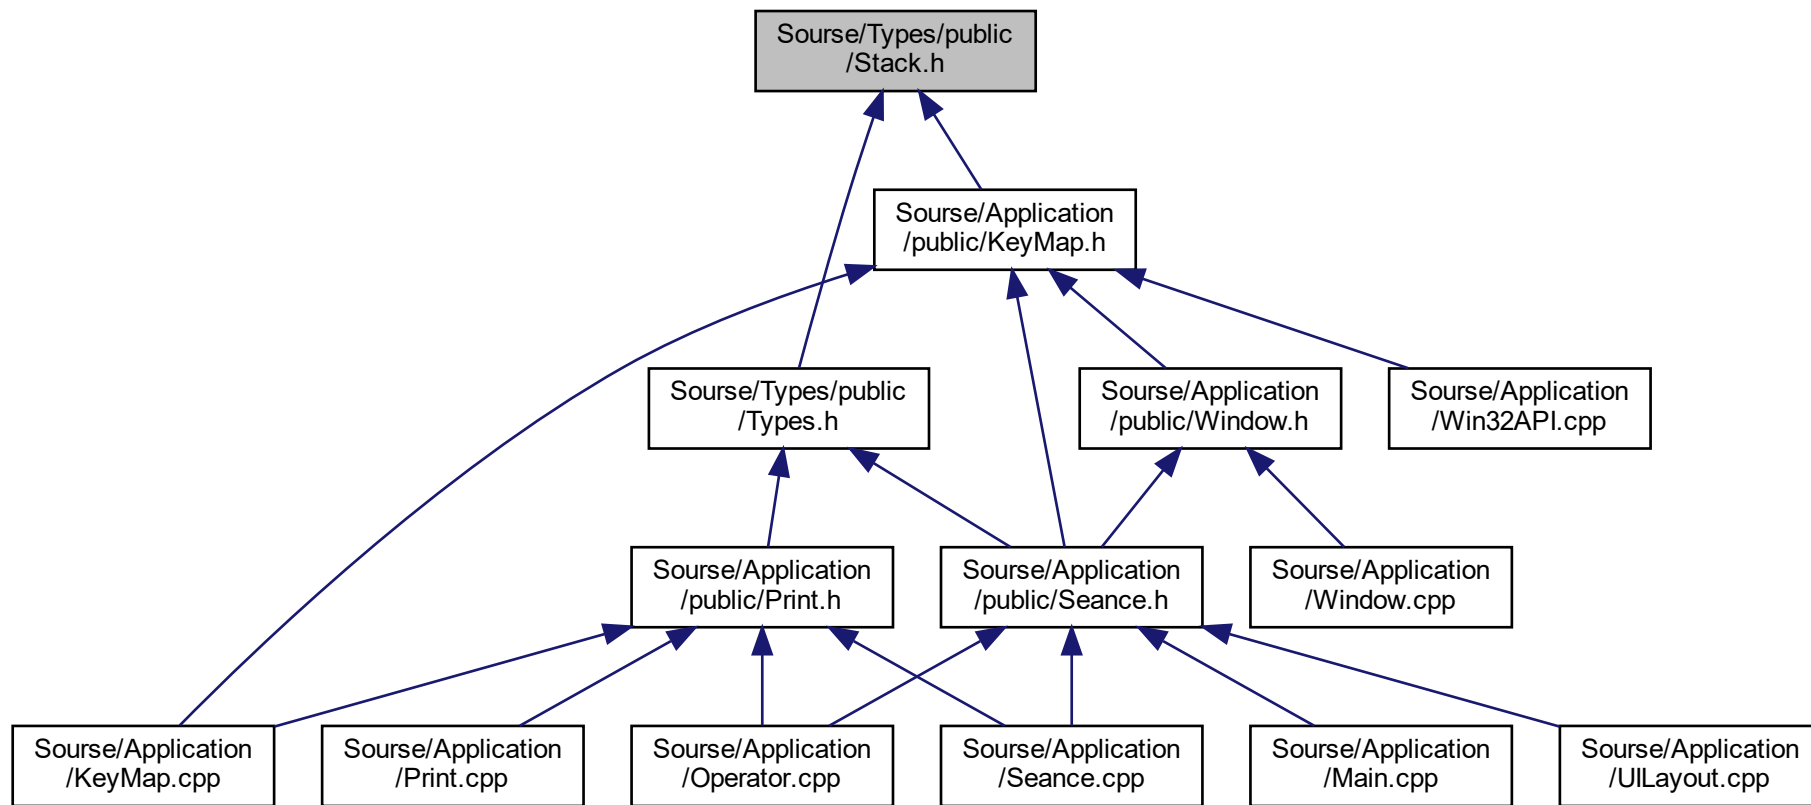 Sourse/Types/public
/Stack.h
Sourse/Application
/public/KeyMap.h
Sourse/Types/public
/Types.h
Sourse/Application
/public/Window.h
Sourse/Application
/Win32API.cpp
Sourse/Application
/public/Print.h
Sourse/Application
/public/Seance.h
Sourse/Application
/Window.cpp
Sourse/Application
/KeyMap.cpp
Sourse/Application
/Print.cpp
Sourse/Application
/Operator.cpp
Sourse/Application
/Seance.cpp
Sourse/Application
/Main.cpp
Sourse/Application
/UILayout.cpp